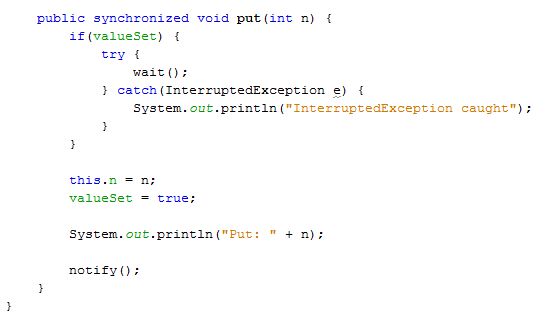 public synchronized void put(int n) {
if(valueSet) {
try {
wait();
} catch(InterruptedException e) {
System.out.println("InterruptedException caught");
}
}
this.n = n;
valueSet = true;
System.out.println("Put: " + n);
notify();
}
}